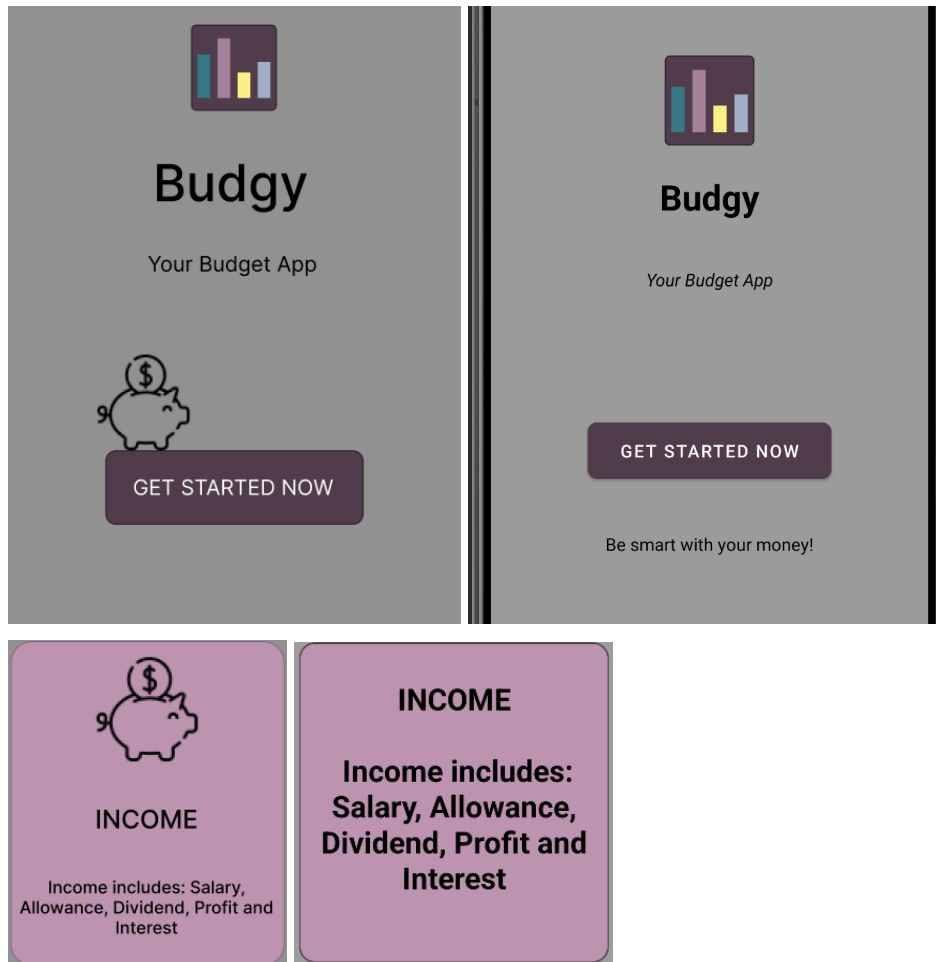 Budgy
Your Budget App
$
GET STARTED NOW
Budgy
Your Budget App
GET STARTED NOW
Be smart with your money!
$
INCOME
Income includes: Salary,
Allowance, Dividend, Profit and
Interest
INCOME
Income includes:
Salary, Allowance,
Dividend, Profit and
Interest